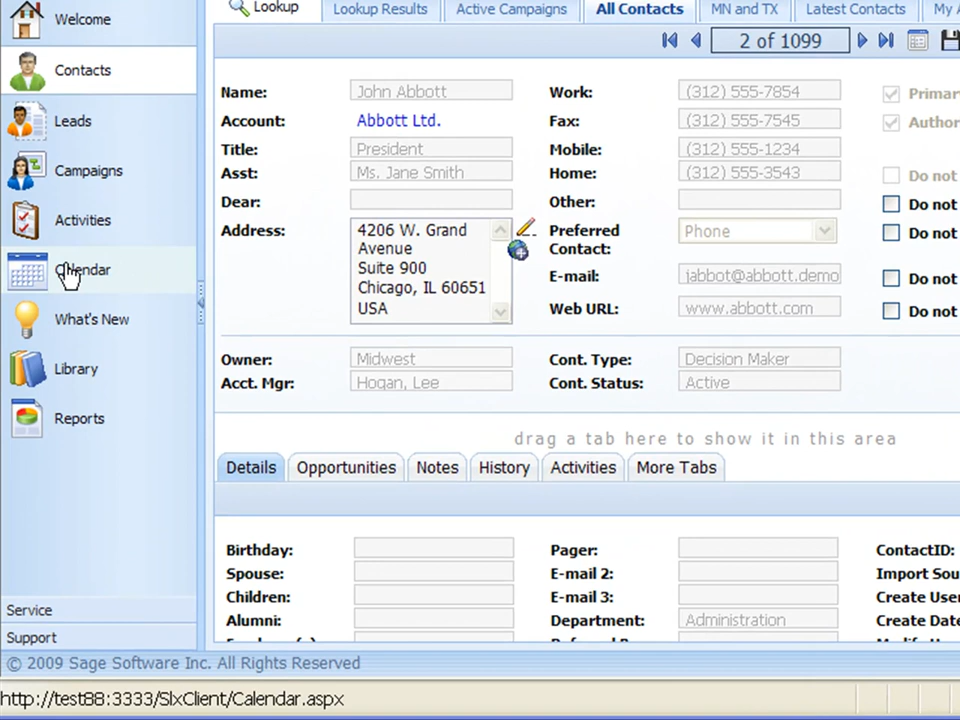 Welcome
Contacts
Leads
Campaigns
Activities
Calendar
What's New
Library
Reports
Service
Support
Lookup
Lookup Results
Active Campaigns
All Contacts
MN and TX
Latest Contacts
My
2 of 1099
Name: John Abbott
Account: Abbott Ltd.
Title: President
Asst: Ms. Jane Smith
Dear:
Address: 4206 W. Grand
Avenue
Suite 900
Chicago, IL 60651
USA
Work: (312) 555-7854
Fax: (312) 555-7545
Mobile: (312) 555-1234
Home: (312) 555-3543
Other:
Preferred
Contact: Phone
E-mail: jabbot@abbott.demo
Web URL: www.abbott.com
Primar
Author
Do not
Do not
Do not
Do not
Do not
Owner: Midwest
Acct. Mgr: Hogan, Lee
Cont. Type: Decision Maker
Cont. Status: Active
drag a tab here to show it in this area
Details
Opportunities
Notes
History
Activities
More Tabs
Birthday:
Spouse:
Children:
Alumni:
Pager:
E-mail 2:
E-mail 3:
Department: Administration
ContactID:
Import Sou
Create User
Create Date
© 2009 Sage Software Inc. All Rights Reserved
http://test88:3333/SlxClient/Calendar.aspx